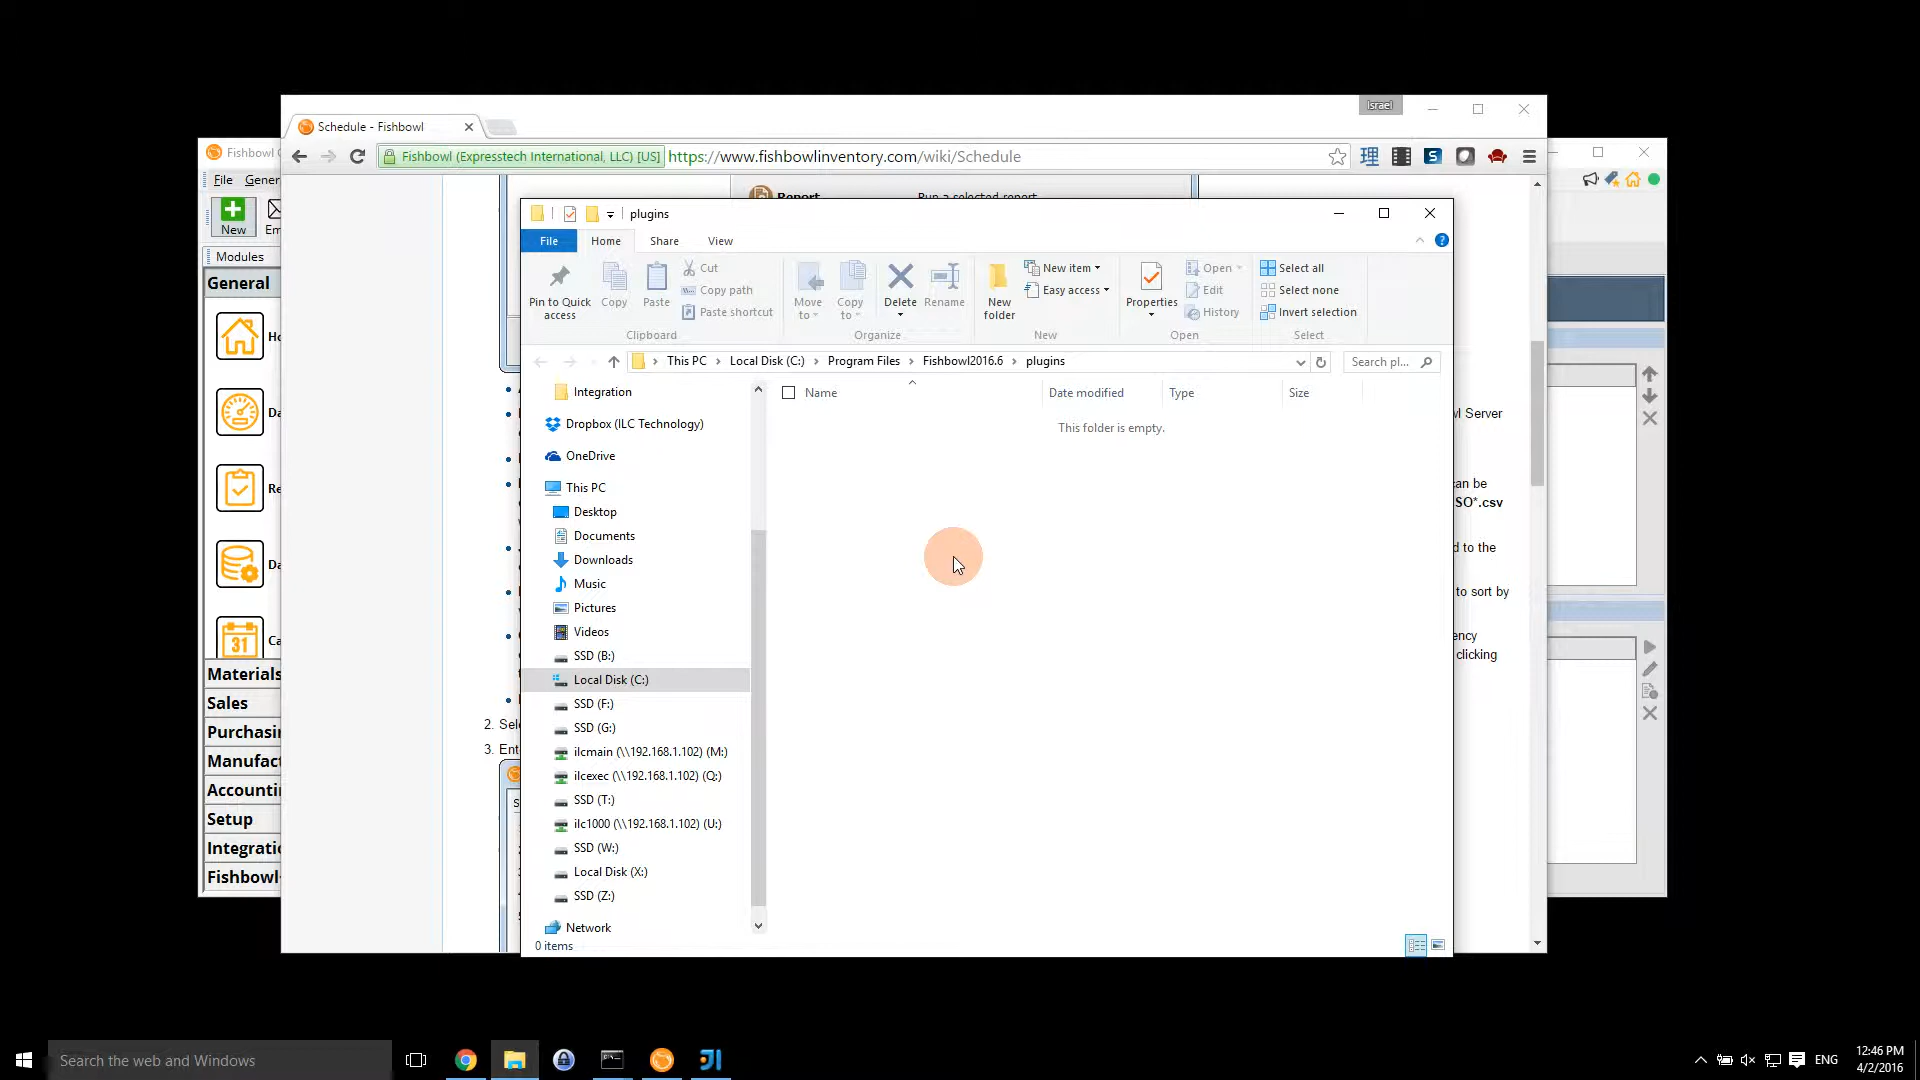 Israel
Schedule - Fishbowl
Fishbowl (Expresstech International, LLC) [US]
https://www.fishbowlinventory.com/wiki/Schedule
Fishbowl
File
Report
Run a selected report
New
Modules
General
Materials
Sales
Setup
31
plugins
File
Home
Share
View
Pin to Quick access
Copy
Paste
Cut
Copy path
Paste shortcut
Clipboard
Move to
Copy to
Delete
Rename
Organize
New folder
New item
Easy access
New
Properties
Open
Edit
History
Open
Select all
Select none
Invert selection
Select
This PC
Local Disk (C:)
Program Files
Fishbowl2016.6
plugins
Search pl...
Name
Date modified
Type
Size
This folder is empty.
Integration
Dropbox (ILC Technology)
OneDrive
This PC
Desktop
Documents
Downloads
Music
Pictures
Videos
SSD (B:)
Local Disk (C:)
SSD (F:)
SSD (G:)
ilcmain (\\192.168.1.102) (M:)
ilcexec (\\192.168.1.102) (Q:)
SSD (T:)
ilc1000 (\\192.168.1.102) (U:)
SSD (W:)
Local Disk (X:)
SSD (Z:)
Network
0 items
Server
can be
SO*.csv
d to the
to sort by
clicking
2. Sel
3. Ent
Search the web and Windows
ENG
12:46 PM
4/2/2016